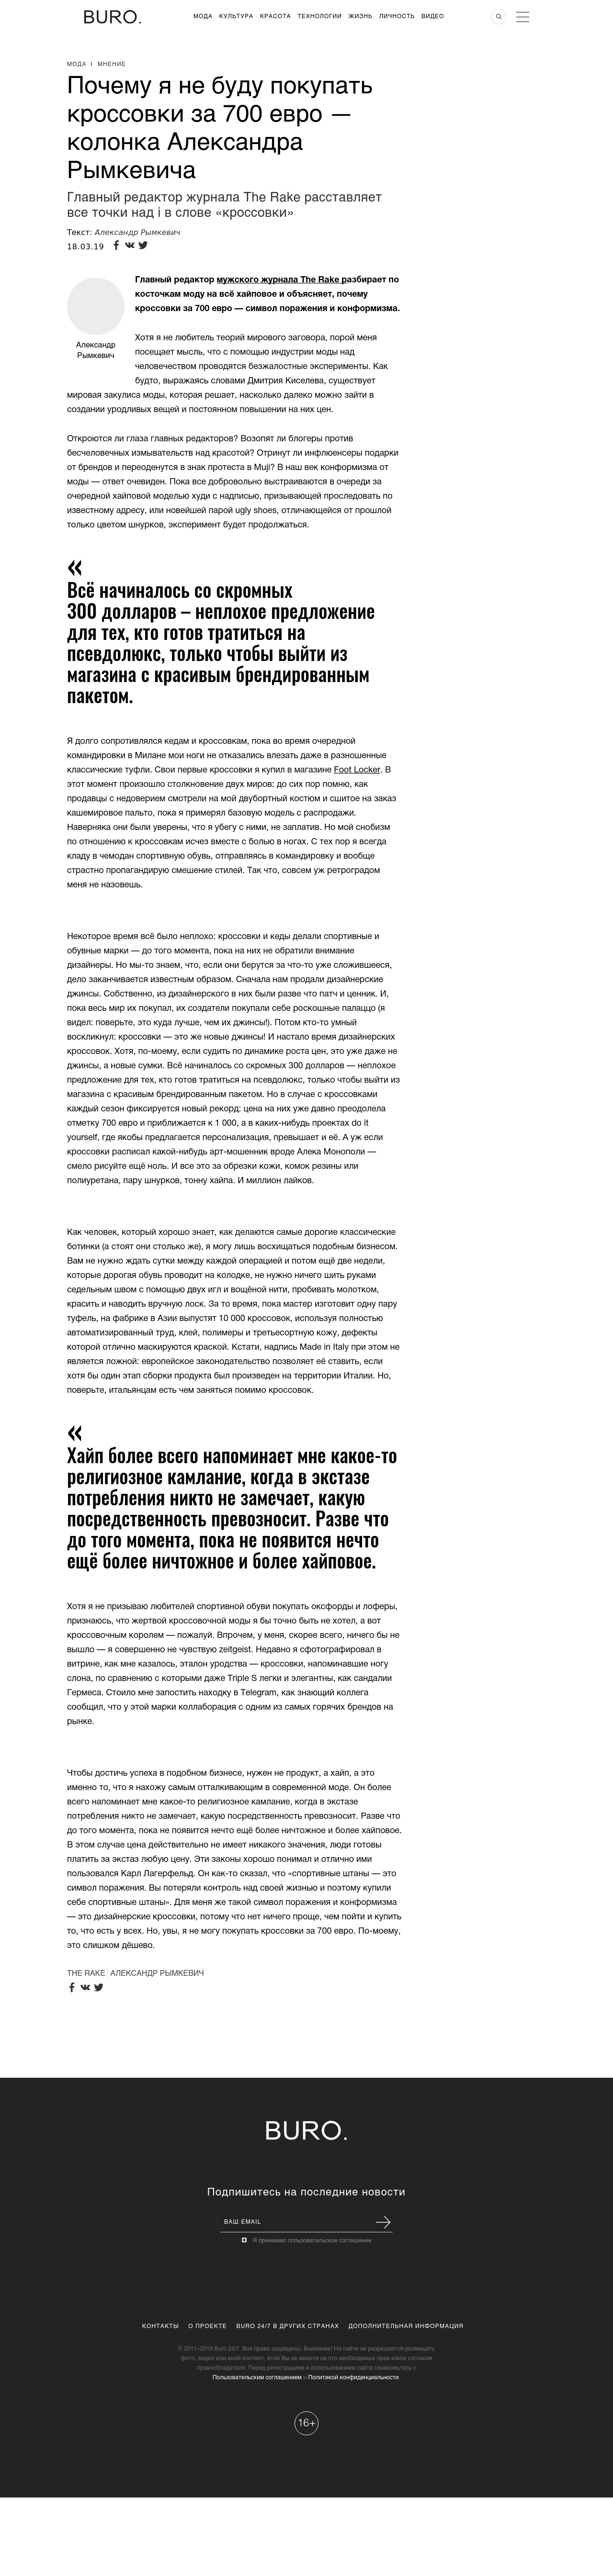 BURO.
МОДА КУЛЬТУРА КРАСОТА ТЕХНОЛОГИИ ЖИЗНЬ ЛИЧНОСТЬ ВИДЕО
МОДА | МНЕНИЕ
Почему я не буду покупать
кроссовки за 700 евро —
колонка Александра
Рымкевича
Главный редактор журнала The Rake расставляет
все точки над i в слове «кроссовки»
Текст: Александр Рымкевич
18.03.19
Александр
Рымкевич
Главный редактор мужского журнала The Rake разбирает по
косточкам моду на всё хайповое и объясняет, почему
кроссовки за 700 евро — символ поражения и конформизма.
Хотя я не любитель теорий мирового заговора, порой меня
посещает мысль, что с помощью индустрии моды над
человечеством проводятся безжалостные эксперименты. Как
будто, выражаясь словами Дмитрия Киселева, существует
мировая закулиса моды, которая решает, насколько далеко можно зайти в
создании уродливых вещей и постоянном повышении на них цен.
Откроются ли глаза главных редакторов? Возопят ли блогеры против
бесчеловечных измывательств над красотой? Отринут ли инфлюенсеры подарки
от брендов и переоденутся в знак протеста в Muji? В наш век конформизма от
моды — ответ очевиден. Пока все добровольно выстраиваются в очереди за
очередной хайповой моделью худи с надписью, призывающей проследовать по
известному адресу, или новейшей парой ugly shoes, отличающейся от прошлой
только цветом шнурков, эксперимент будет продолжаться.
«
Всё начиналось со скромных
300 долларов – неплохое предложение
для тех, кто готов тратиться на
псевдолюкс, только чтобы выйти из
магазина с красивым брендированным
пакетом.
Я долго сопротивлялся кедам и кроссовкам, пока во время очередной
командировки в Милане мои ноги не отказались влезать даже в разношенные
классические туфли. Свои первые кроссовки я купил в магазине Foot Locker. В
этот момент произошло столкновение двух миров: до сих пор помню, как
продавцы с недоверием смотрели на мой двубортный костюм и сшитое на заказ
кашемировое пальто, пока я примерял базовую модель с распродажи.
Наверняка они были уверены, что я убегу с ними, не заплатив. Но мой снобизм
по отношению к кроссовкам исчез вместе с болью в ногах. С тех пор я всегда
кладу в чемодан спортивную обувь, отправляясь в командировку и вообще
страстно пропагандирую смешение стилей. Так что, совсем уж ретроградом
меня не назовешь.
Некоторое время всё было неплохо: кроссовки и кеды делали спортивные и
обувные марки — до того момента, пока на них не обратили внимание
дизайнеры. Но мы-то знаем, что, если они берутся за что-то уже сложившееся,
дело заканчивается известным образом. Сначала нам продали дизайнерские
джинсы. Собственно, из дизайнерского в них были разве что патч и ценник. И,
пока весь мир их покупал, их создатели покупали себе роскошные палаццо (я
видел: поверьте, это куда лучше, чем их джинсы!). Потом кто-то умный
воскликнул: кроссовки — это же новые джинсы! И настало время дизайнерских
кроссовок. Хотя, по-моему, если судить по динамике роста цен, это уже даже не
джинсы, а новые сумки. Всё начиналось со скромных 300 долларов — неплохое
предложение для тех, кто готов тратиться на псевдолюкс, только чтобы выйти из
магазина с красивым брендированным пакетом. Но в случае с кроссовками
каждый сезон фиксируется новый рекорд: цена на них уже давно преодолела
отметку 700 евро и приближается к 1 000, а в каких-нибудь проектах do it
yourself, где якобы предлагается персонализация, превышает и её. А уж если
кроссовки расписал какой-нибудь арт-мошенник вроде Алека Монополи —
смело рисуйте ещё ноль. И все это за обрезки кожи, комок резины или
полиуретана, пару шнурков, тонну хайпа. И миллион лайков.
Как человек, который хорошо знает, как делаются самые дорогие классические
ботинки (а стоят они столько же), я могу лишь восхищаться подобным бизнесом.
Вам не нужно ждать сутки между каждой операцией и потом ещё две недели,
которые дорогая обувь проводит на колодке, не нужно ничего шить руками
седельным швом с помощью двух игл и вощёной нити, пробивать молотком,
красить и наводить вручную лоск. За то время, пока мастер изготовит одну пару
туфель, на фабрике в Азии выпустят 10 000 кроссовок, используя полностью
автоматизированный труд, клей, полимеры и третьесортную кожу, дефекты
которой отлично маскируются краской. Кстати, надпись Made in Italy при этом не
является ложной: европейское законодательство позволяет её ставить, если
хотя бы один этап сборки продукта был произведен на территории Италии. Но,
поверьте, итальянцам есть чем заняться помимо кроссовок.
«
Хайп более всего напоминает мне какое-то
религиозное камлание, когда в экстазе
потребления никто не замечает, какую
посредственность превозносит. Разве что
до того момента, пока не появится нечто
ещё более ничтожное и более хайповое.
Хотя я не призываю любителей спортивной обуви покупать оксфорды и лоферы,
признаюсь, что жертвой кроссовочной моды я бы точно быть не хотел, а вот
кроссовочным королем — пожалуй. Впрочем, у меня, скорее всего, ничего бы не
вышло — я совершенно не чувствую zeitgeist. Недавно я сфотографировал в
витрине, как мне казалось, эталон уродства — кроссовки, напоминавшие ногу
слона, по сравнению с которыми даже Triple S легки и элегантны, как сандалии
Гермеса. Стоило мне запостить находку в Telegram, как знающий коллега
сообщил, что у этой марки коллаборация с одним из самых горячих брендов на
рынке.
Чтобы достичь успеха в подобном бизнесе, нужен не продукт, а хайп, а это
именно то, что я нахожу самым отталкивающим в современной моде. Он более
всего напоминает мне какое-то религиозное камлание, когда в экстазе
потребления никто не замечает, какую посредственность превозносит. Разве что
до того момента, пока не появится нечто ещё более ничтожное и более хайповое.
В этом случае цена действительно не имеет никакого значения, люди готовы
платить за экстаз любую цену. Эти законы хорошо понимал и отлично ими
пользовался Карл Лагерфельд. Он как-то сказал, что «спортивные штаны — это
символ поражения. Вы потеряли контроль над своей жизнью и поэтому купили
себе спортивные штаны». Для меня же такой символ поражения и конформизма
— это дизайнерские кроссовки, потому что нет ничего проще, чем пойти и купить
то, что есть у всех. Но, увы, я не могу покупать кроссовки за 700 евро. По-моему,
это слишком дёшево.
THE RAKE | АЛЕКСАНДР РЫМКЕВИЧ
BURO.
Подпишитесь на последние новости
ВАШ EMAIL
Я принимаю пользовательское соглашение
КОНТАКТЫ О ПРОЕКТЕ BURO 24/7 В ДРУГИХ СТРАНАХ ДОПОЛНИТЕЛЬНАЯ ИНФОРМАЦИЯ
© 2011–2019 Buro 24/7. Все права защищены. Внимание! На сайте не разрешается размещать
фото, видео или иной контент, если Вы не имеете на это необходимых прав и/или согласия
правообладателя. Перед регистрацией и использованием сайта ознакомьтесь с
Пользовательским соглашением и Политикой конфиденциальности.
16+